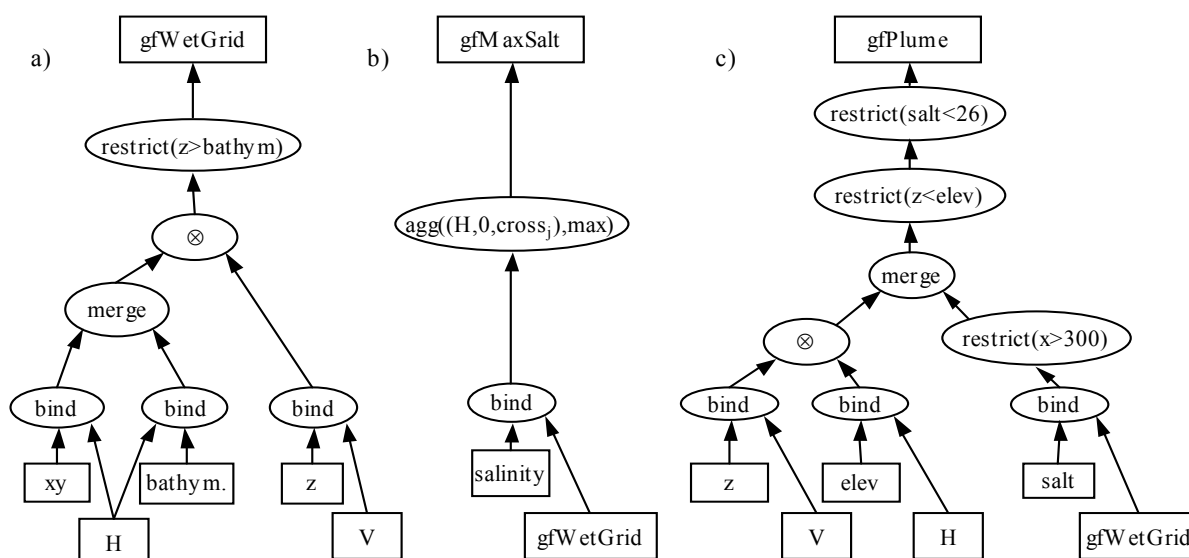 gfWetGrid
gfMaxSalt
gfPlume
a)
b)
c)
restrict(salt<26)
restrict(z>bathym)
restrict(z<elev)
agg((H,0,cross_j),max)
⊗
merge
merge
⊗
restrict(x>300)
bind
bind
bind
bind
bind
bind
bind
xy
bathym.
z
salinity
z
elev
salt
H
V
gfWetGrid
V
H
gfWetGrid